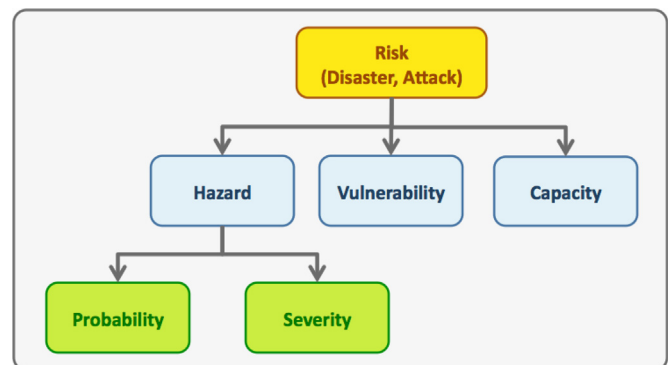 Risk
(Disaster, Attack)
Hazard
Vulnerability
Capacity
Probability
Severity